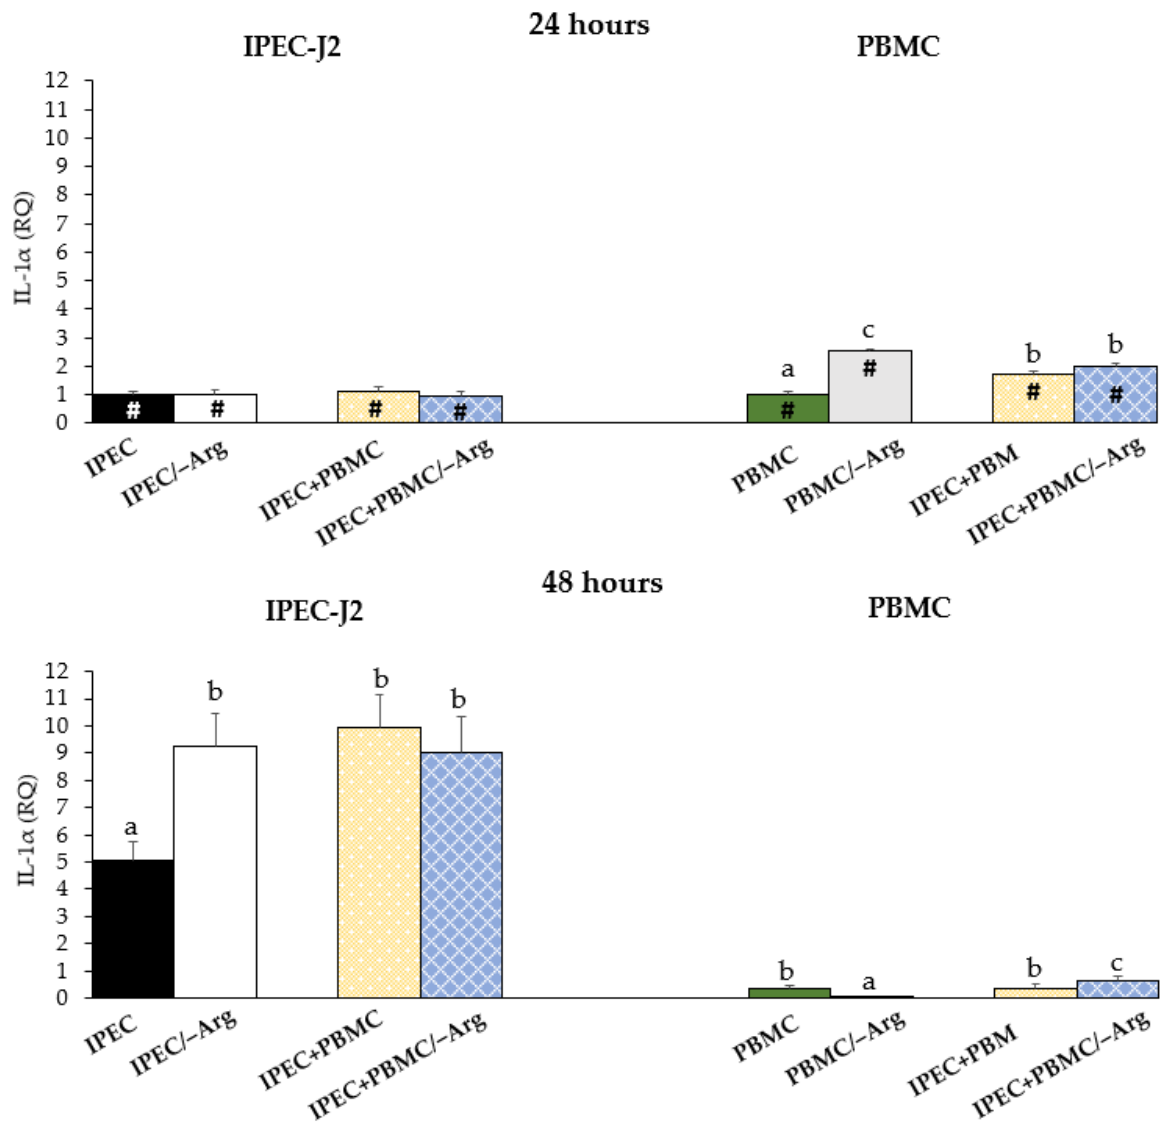 24 hours
IPEC-J2
PBMC
IL-1α (RQ)
12
11
10
9
8
7
6
5
4
3
2
1
0
a
c
b
b
#
#
#
#
#
#
#
#
IPEC
IPEC/–Arg
IPEC+PBMC
IPEC+PBMC/–Arg
PBMC
PBMC/–Arg
IPEC+PBM
IPEC+PBMC/–Arg
48 hours
IPEC-J2
PBMC
IL-1α (RQ)
12
11
10
9
8
7
6
5
4
3
2
1
0
a
b
b
b
b
a
b
c
IPEC
IPEC/–Arg
IPEC+PBMC
IPEC+PBMC/–Arg
PBMC
PBMC/–Arg
IPEC+PBM
IPEC+PBMC/–Arg